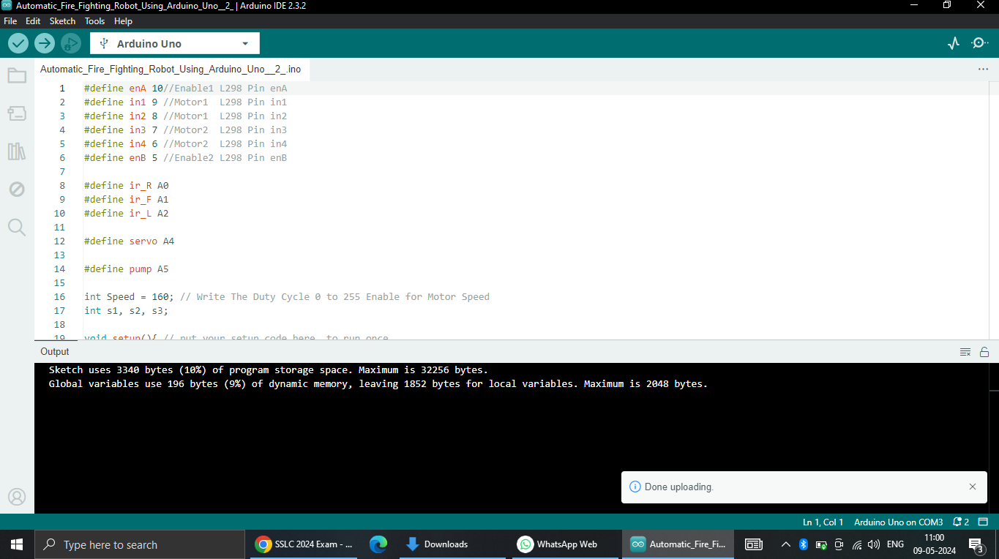 Automatic_Fire_Fighting_Robot_Using_Arduino_Uno__2_ | Arduino IDE 2.3.2
File Edit Sketch Tools Help
Arduino Uno
Automatic_Fire_Fighting_Robot_Using_Arduino_Uno__2_.ino
1 #define enA 10//Enable1 L298 Pin enA
2 #define in1 9 //Motor1  L298 Pin in1
3 #define in2 8 //Motor1  L298 Pin in2
4 #define in3 7 //Motor2  L298 Pin in3
5 #define in4 6 //Motor2  L298 Pin in4
6 #define enB 5 //Enable2 L298 Pin enB
7
8 #define ir_R A0
9 #define ir_F A1
10 #define ir_L A2
11
12 #define servo A4
13
14 #define pump A5
15
16 int Speed = 160; // Write The Duty Cycle 0 to 255 Enable for Motor Speed
17 int s1, s2, s3;
18
19 void setup(){ // put your setup code here, to run once
Output
Sketch uses 3340 bytes (10%) of program storage space. Maximum is 32256 bytes.
Global variables use 196 bytes (9%) of dynamic memory, leaving 1852 bytes for local variables. Maximum is 2048 bytes.
Done uploading.
Ln 1, Col 1 Arduino Uno on COM3 2
Type here to search
SSLC 2024 Exam - ...
Downloads
WhatsApp Web
Automatic_Fire_Fi...
ENG
11:00
09-05-2024
3